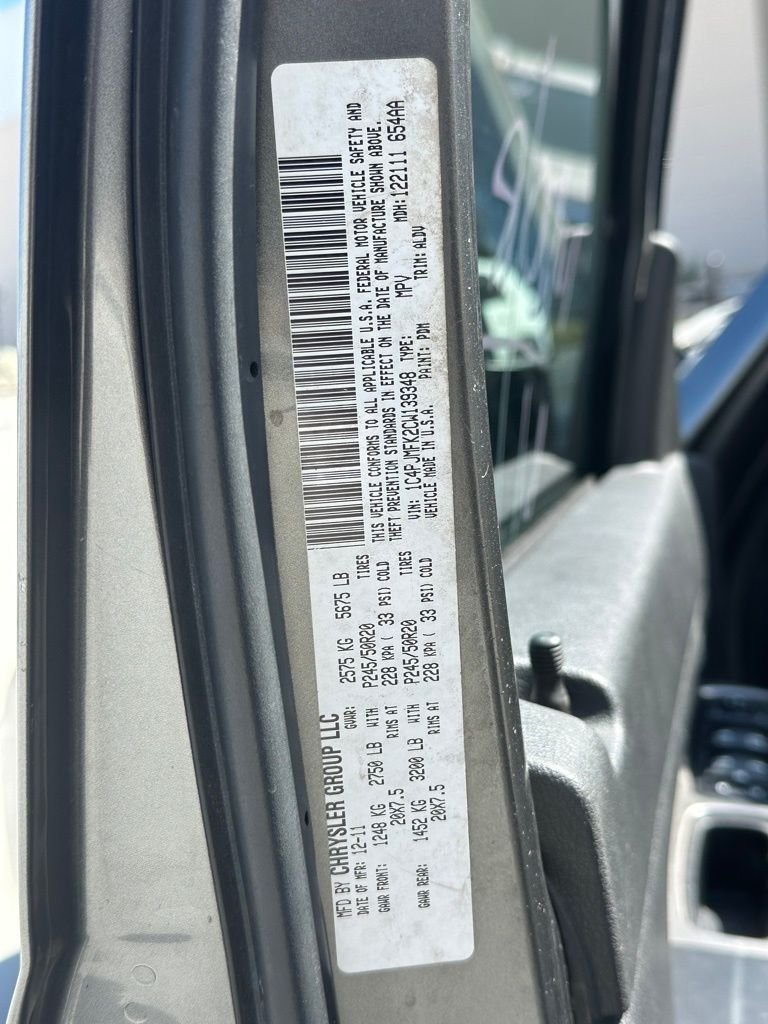 MFD BY CHRYSLER GROUP LLC
DATE OF MFR: 12-11 GVWR: 2575 KG 5675 LB
GAWR FRONT: 1248 KG 2750 LB WITH P245/50R20 TIRES
20X7.5 RIMS AT 228 KPA ( 33 PSI) COLD
GAWR REAR: 1452 KG 3200 LB WITH P245/50R20 TIRES
20X7.5 RIMS AT 228 KPA ( 33 PSI) COLD
THIS VEHICLE CONFORMS TO ALL APPLICABLE U.S.A. FEDERAL MOTOR VEHICLE SAFETY AND
THEFT PREVENTION STANDARDS IN EFFECT ON THE DATE OF MANUFACTURE SHOWN ABOVE.
VIN: 1C4PJMFK2CW139348 TYPE: MPV MDH: 122111 654AA
VEHICLE MADE IN U.S.A. PAINT: PDM TRIM: ALDV